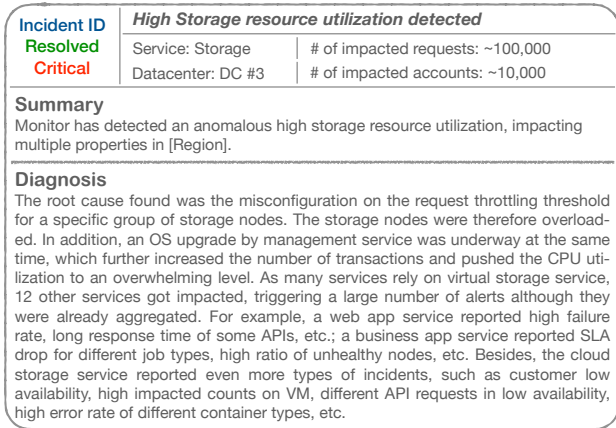 Incident ID
Resolved
Critical
High Storage resource utilization detected
Service: Storage
# of impacted requests: ~100,000
Datacenter: DC #3
# of impacted accounts: ~10,000
Summary
Monitor has detected an anomalous high storage resource utilization, impacting
multiple properties in [Region].
Diagnosis
The root cause found was the misconfiguration on the request throttling threshold
for a specific group of storage nodes. The storage nodes were therefore overload-
ed. In addition, an OS upgrade by management service was underway at the same
time, which further increased the number of transactions and pushed the CPU uti-
lization to an overwhelming level. As many services rely on virtual storage service,
12 other services got impacted, triggering a large number of alerts although they
were already aggregated. For example, a web app service reported high failure
rate, long response time of some APIs, etc.; a business app service reported SLA
drop for different job types, high ratio of unhealthy nodes, etc. Besides, the cloud
storage service reported even more types of incidents, such as customer low
availability, high impacted counts on VM, different API requests in low availability,
high error rate of different container types, etc.